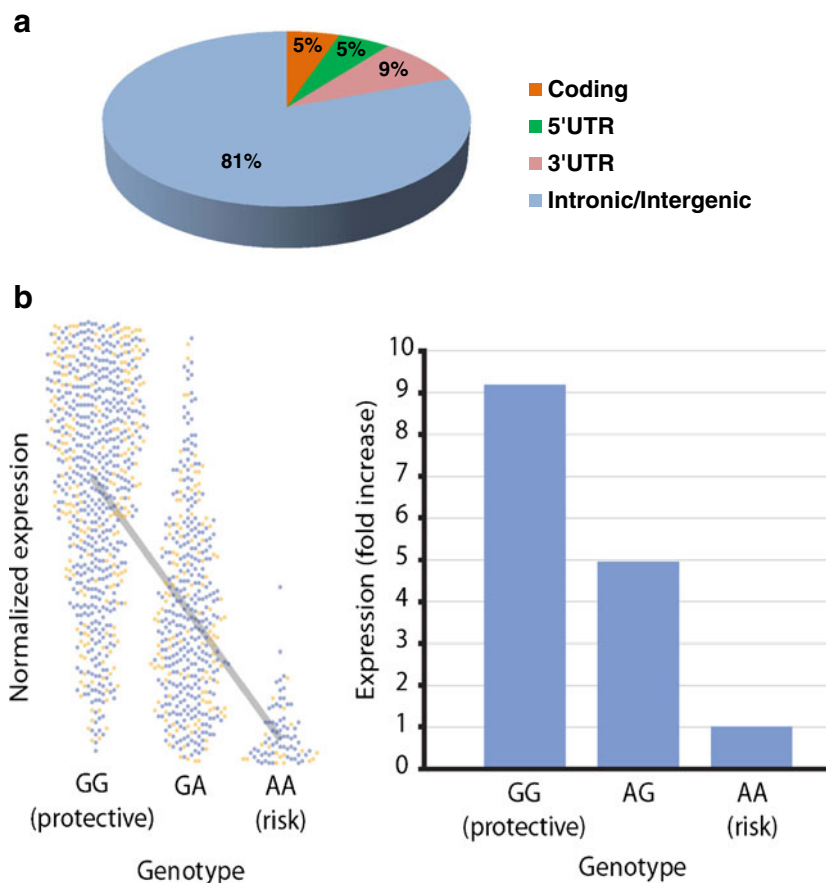 a
5%
5%
9%
81%
Coding
5'UTR
3'UTR
Intronic/Intergenic
b
Normalized expression
GG
(protective)
GA
AA
(risk)
Genotype
Expression (fold increase)
10
9
8
7
6
5
4
3
2
1
0
GG
(protective)
AG
AA
(risk)
Genotype